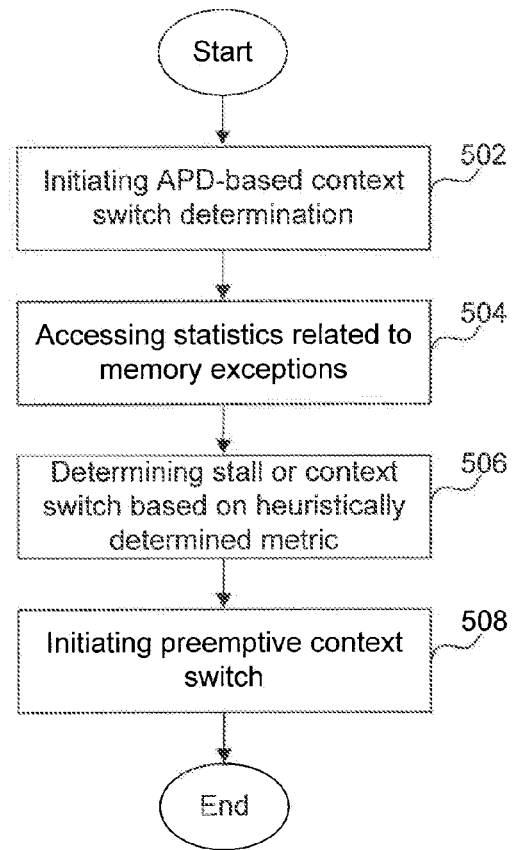 Start
502
Initiating APD-based context
switch determination
504
Accessing statistics related to
memory exceptions
506
Determining stall or context
switch based on heuristically
determined metric
508
Initiating preemptive context
switch
End